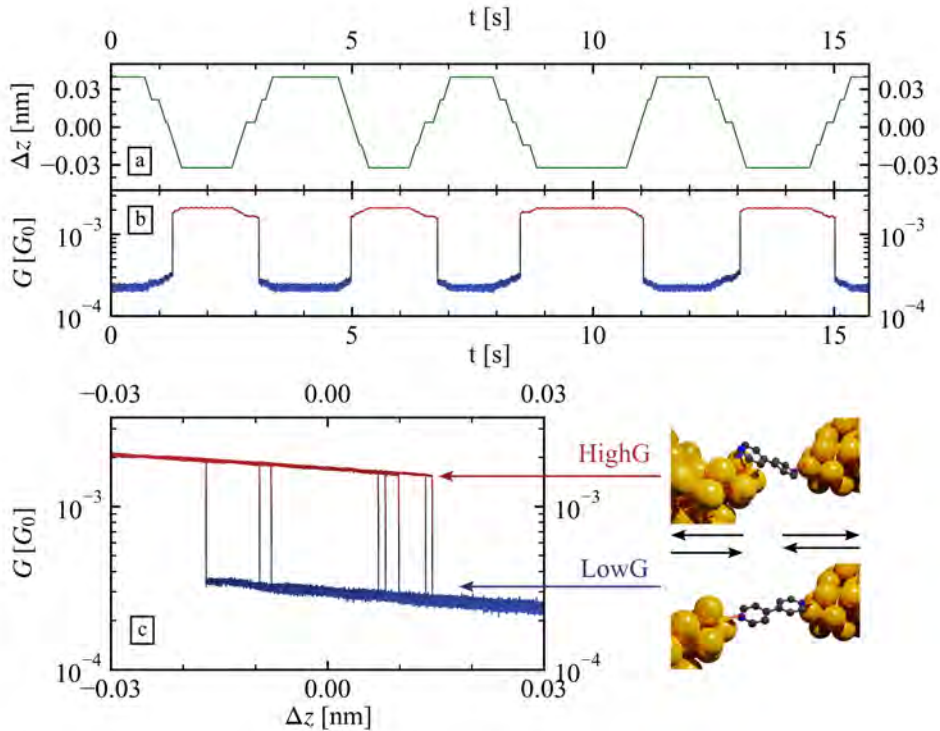 t [s]
0 5 10 15
Δz [nm]
0.03 0.03
0.00 0.00
−0.03 −0.03
a
G [G₀]
10⁻³ 10⁻³
10⁻⁴ 10⁻⁴
b
0 5 10 15
t [s]
−0.03 0.00 0.03
G [G₀]
10⁻³ 10⁻³
10⁻⁴ 10⁻⁴
HighG
LowG
c
−0.03 0.00 0.03
Δz [nm]